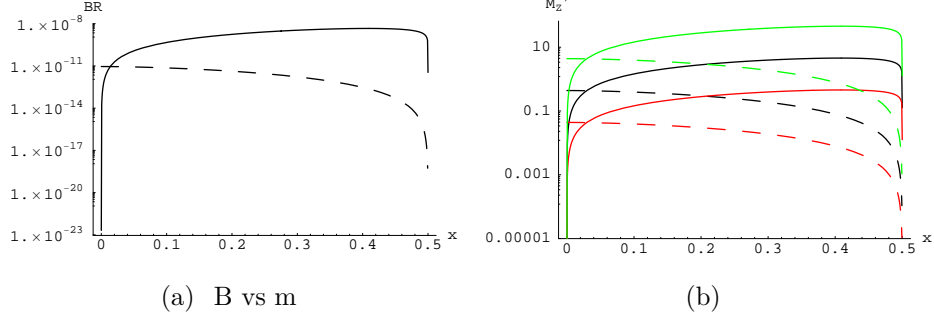 BR
1.×10⁻⁸
1.×10⁻¹¹
1.×10⁻¹⁴
1.×10⁻¹⁷
1.×10⁻²⁰
1.×10⁻²³
0 0.1 0.2 0.3 0.4 0.5 x
(a) B vs m
M_Z'
10
0.1
0.001
0.00001
0 0.1 0.2 0.3 0.4 0.5 x
(b)